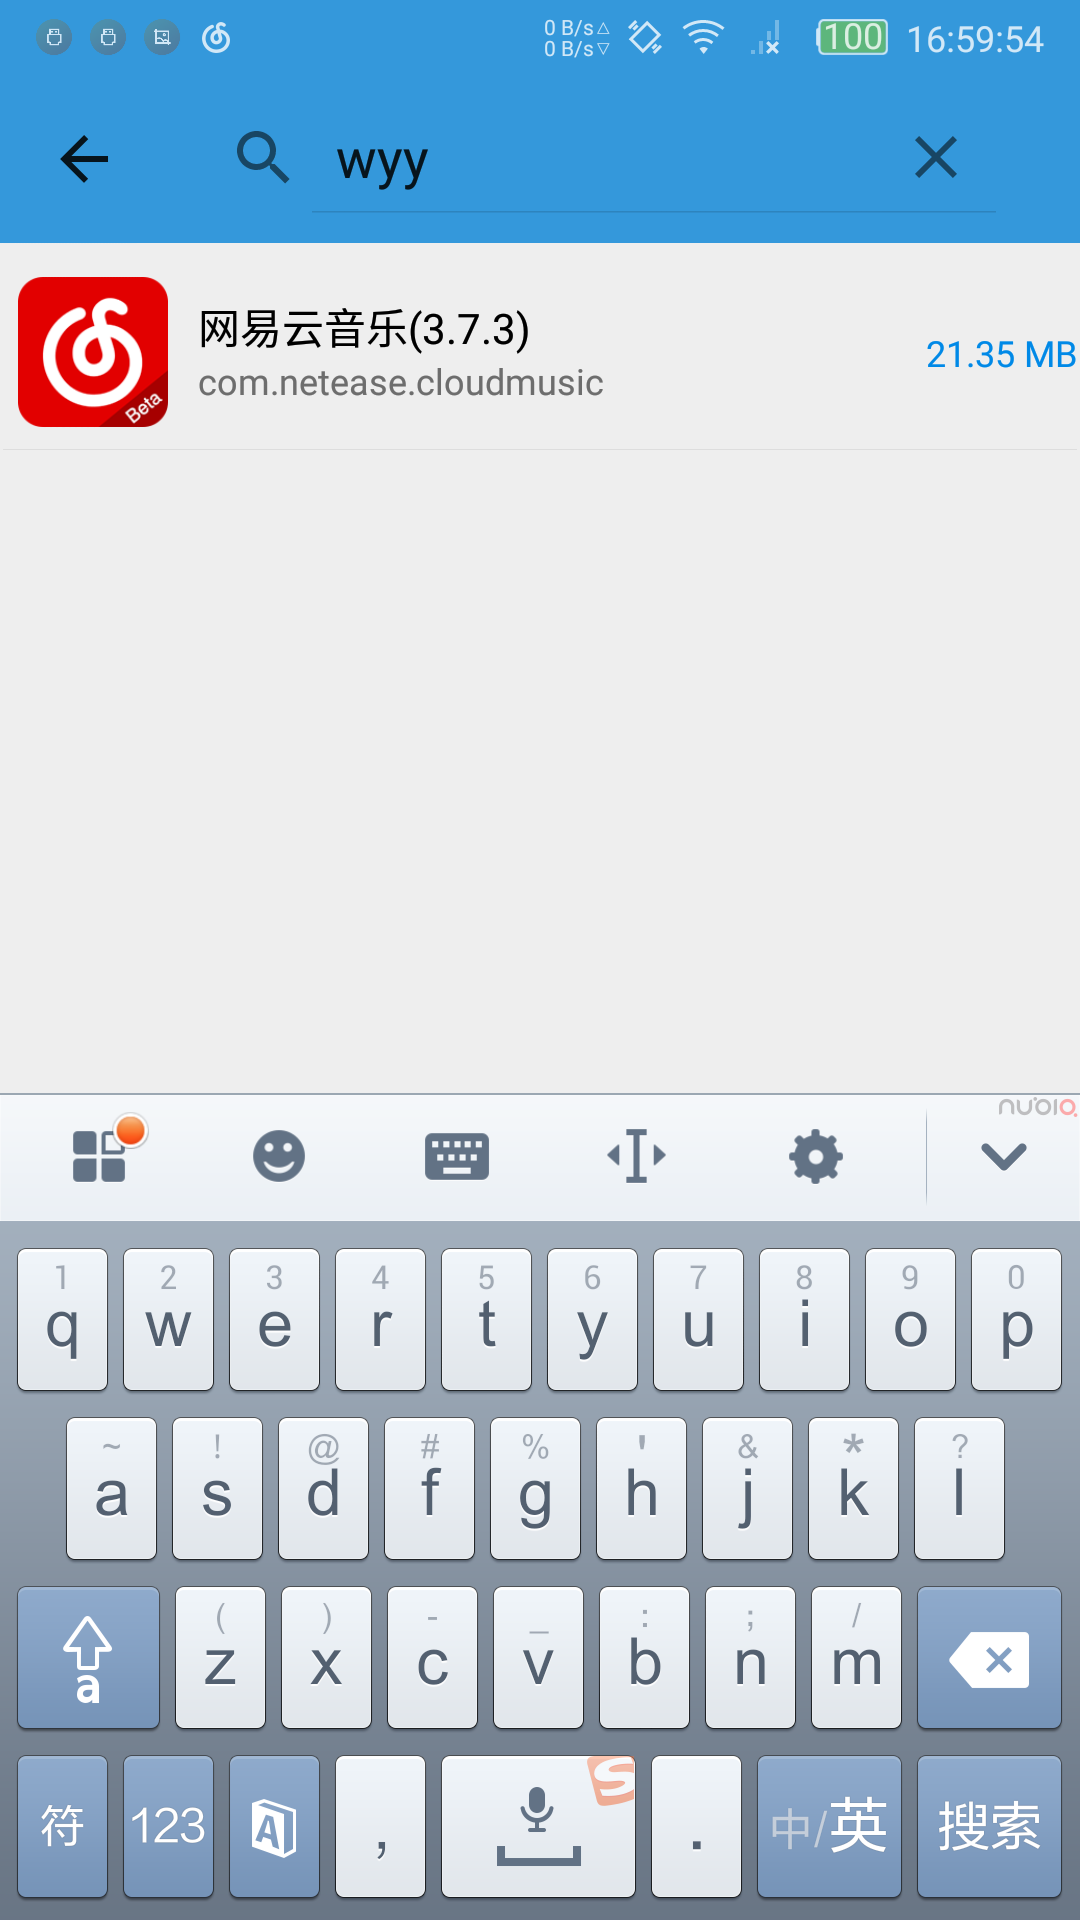 0 B/s△
0 B/s▽
100
16:59:54
wyy
网易云音乐(3.7.3)
com.netease.cloudmusic
21.35 MB
Beta
nubia
1 2 3 4 5 6 7 8 9 0
q w e r t y u i o p
~ ! @ # % ' & * ?
a s d f g h j k l
( ) - _ : ; /
a z x c v b n m
符 123 A , . 中/英 搜索